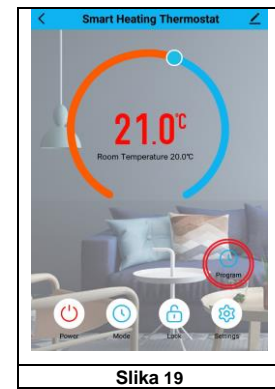 Smart Heating Thermostat
21.0℃
Room Temperature 20.0℃
Program
Power Mode Lock Settings
Slika 19